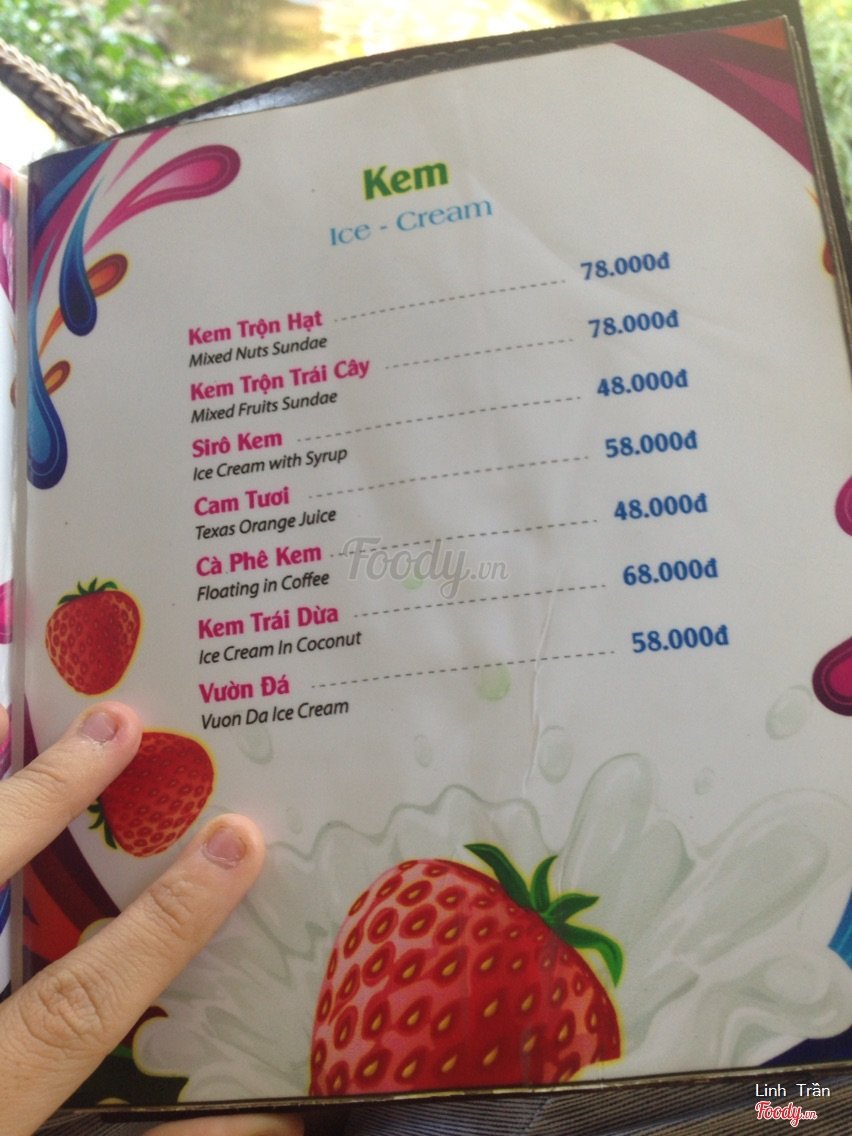 Kem
Ice - Cream
Kem Trộn Hạt 78.000đ
Mixed Nuts Sundae
Kem Trộn Trái Cây 78.000đ
Mixed Fruits Sundae
Sirô Kem 48.000đ
Ice Cream with Syrup
Cam Tươi 58.000đ
Texas Orange Juice
Cà Phê Kem 48.000đ
Floating in Coffee
Foody.vn
Kem Trái Dừa 68.000đ
Ice Cream In Coconut
Vườn Đá 58.000đ
Vuon Da Ice Cream
Linh Trần
Foody.vn